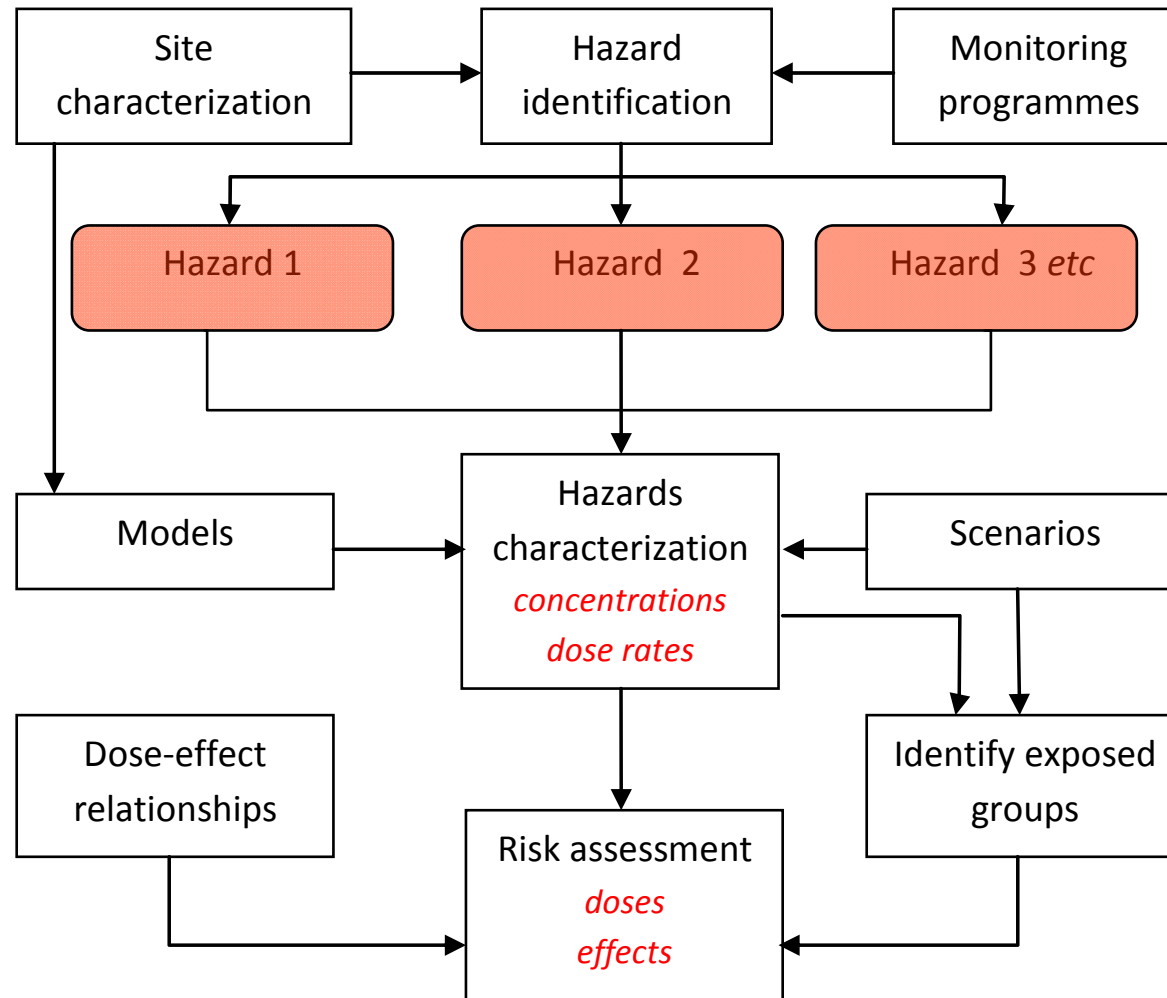 Site
characterization
Hazard
identification
Monitoring
programmes
Hazard 1
Hazard  2
Hazard  3 etc
Models
Hazards
characterization
concentrations
dose rates
Scenarios
Dose-effect
relationships
Risk assessment
doses
effects
Identify exposed
groups